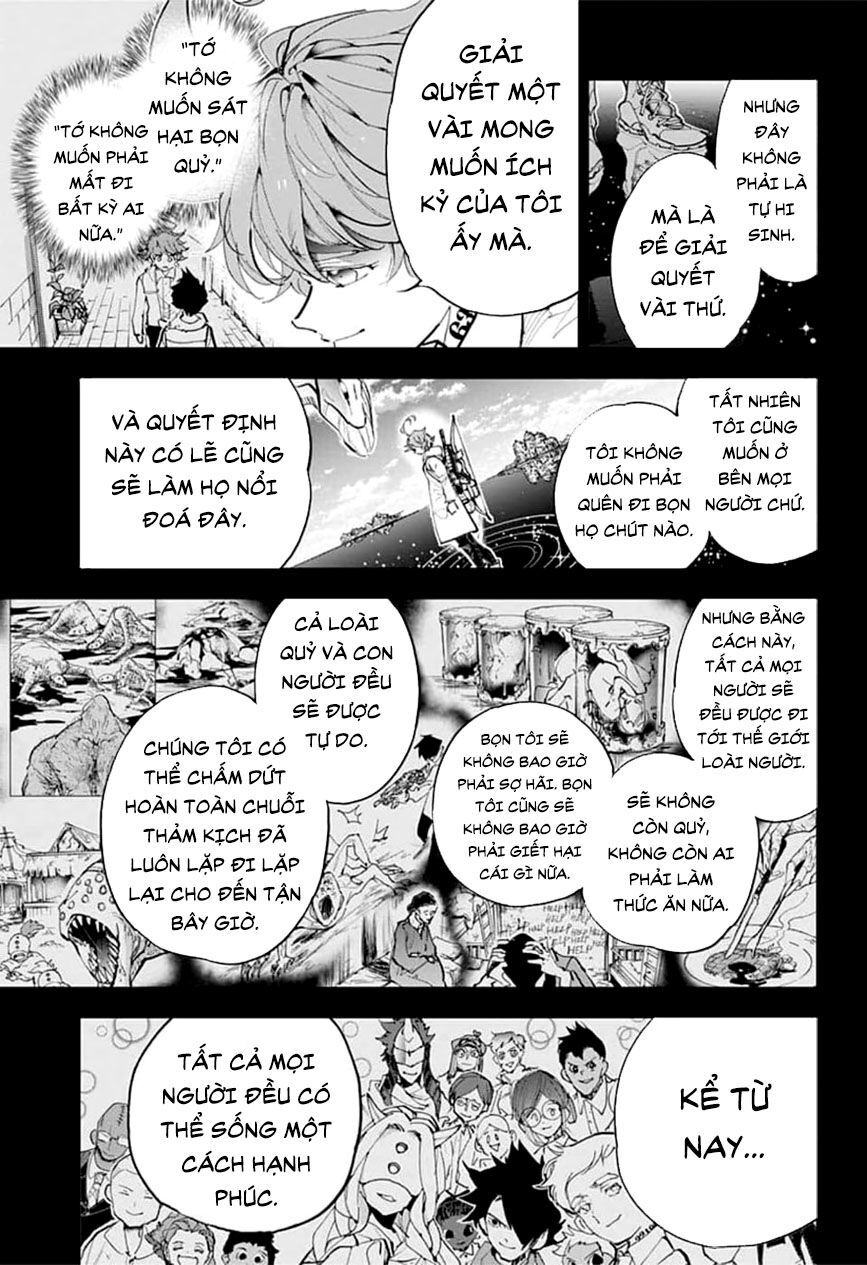 NHƯNG
ĐÂY
KHÔNG
PHẢI LÀ
TỰ HI
SINH.
MÀ LÀ
ĐỂ GIẢI
QUYẾT
VÀI THỨ.
GIẢI
QUYẾT MỘT
VÀI MONG
MUỐN ÍCH
KỶ CỦA TÔI
ẤY MÀ.
"TỚ
KHÔNG
MUỐN SÁT
HẠI BỌN
QUỶ."
"TỚ KHÔNG
MUỐN PHẢI
MẤT ĐI
BẤT KỲ AI
NỮA."
63
TẤT NHIÊN
TÔI CŨNG
MUỐN Ở
BÊN MỌI
NGƯỜI CHỨ.
TÔI KHÔNG
MUỐN PHẢI
QUÊN ĐI BỌN
HỌ CHÚT NÀO.
VÀ QUYẾT ĐỊNH
NÀY CÓ LẼ CŨNG
SẼ LÀM HỌ NỔI
ĐOÁ ĐÂY.
NHƯNG BẰNG
CÁCH NÀY,
TẤT CẢ MỌI
NGƯỜI SẼ
ĐỀU ĐƯỢC ĐI
TỚI THẾ GIỚI
LOÀI NGƯỜI.
SẼ KHÔNG
CÒN QUỶ,
KHÔNG CÒN AI
PHẢI LÀM
THỨC ĂN NỮA.
BỌN TÔI SẼ
KHÔNG BAO GIỜ
PHẢI SỢ HÃI. BỌN
TÔI CŨNG SẼ
KHÔNG BAO GIỜ
PHẢI GIẾT HẠI
CÁI GÌ NỮA.
CẢ LOÀI
QUỶ VÀ CON
NGƯỜI ĐỀU
SẼ ĐƯỢC
TỰ DO.
CHÚNG TÔI CÓ
THỂ CHẤM DỨT
HOÀN TOÀN CHUỖI
THẢM KỊCH ĐÃ
LUÔN LẶP ĐI LẶP
LẠI CHO ĐẾN TẬN
BÂY GIỜ.
HELP HELP
HELP
HELP
KỂ TỪ
NAY...
TẤT CẢ MỌI
NGƯỜI ĐỀU CÓ
THỂ SỐNG MỘT
CÁCH HẠNH
PHÚC.